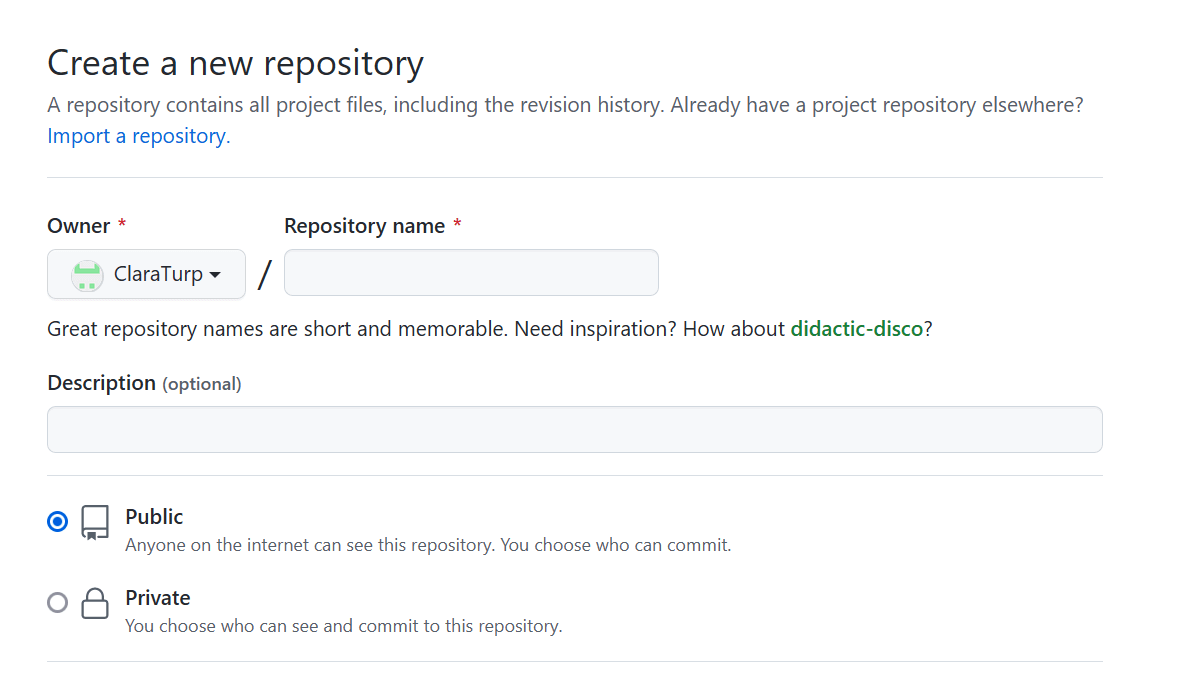 Create a new repository
A repository contains all project files, including the revision history. Already have a project repository elsewhere?
Import a repository.
Owner * Repository name *
ClaraTurp /
Great repository names are short and memorable. Need inspiration? How about didactic-disco?
Description (optional)
Public
Anyone on the internet can see this repository. You choose who can commit.
Private
You choose who can see and commit to this repository.